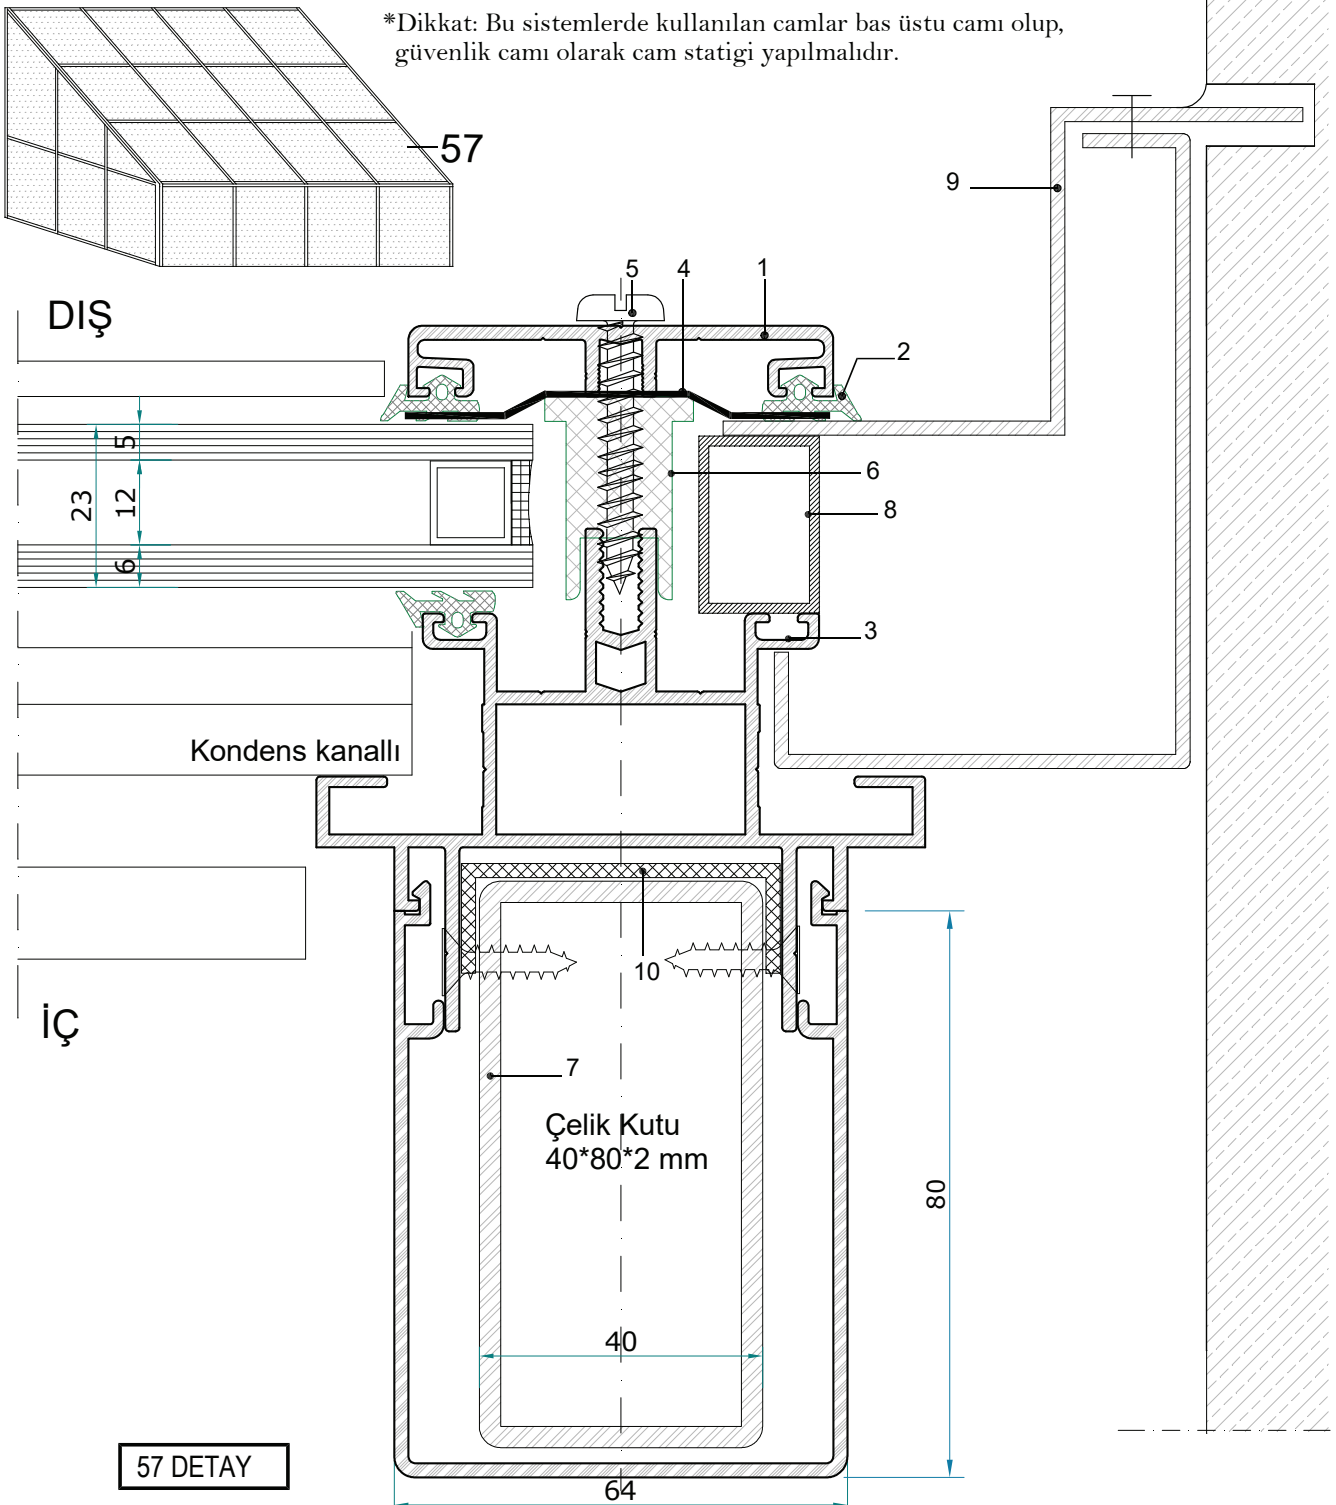 *Dikkat: Bu sistemlerde kullanılan camlar bas üstu camı olup,
güvenlik camı olarak cam statigi yapılmalıdır.
57
9
5
4
1
DIŞ
2
5
6
23
12
8
6
3
Kondens kanallı
10
İÇ
7
Çelik Kutu
40*80*2 mm
80
40
57 DETAY
64